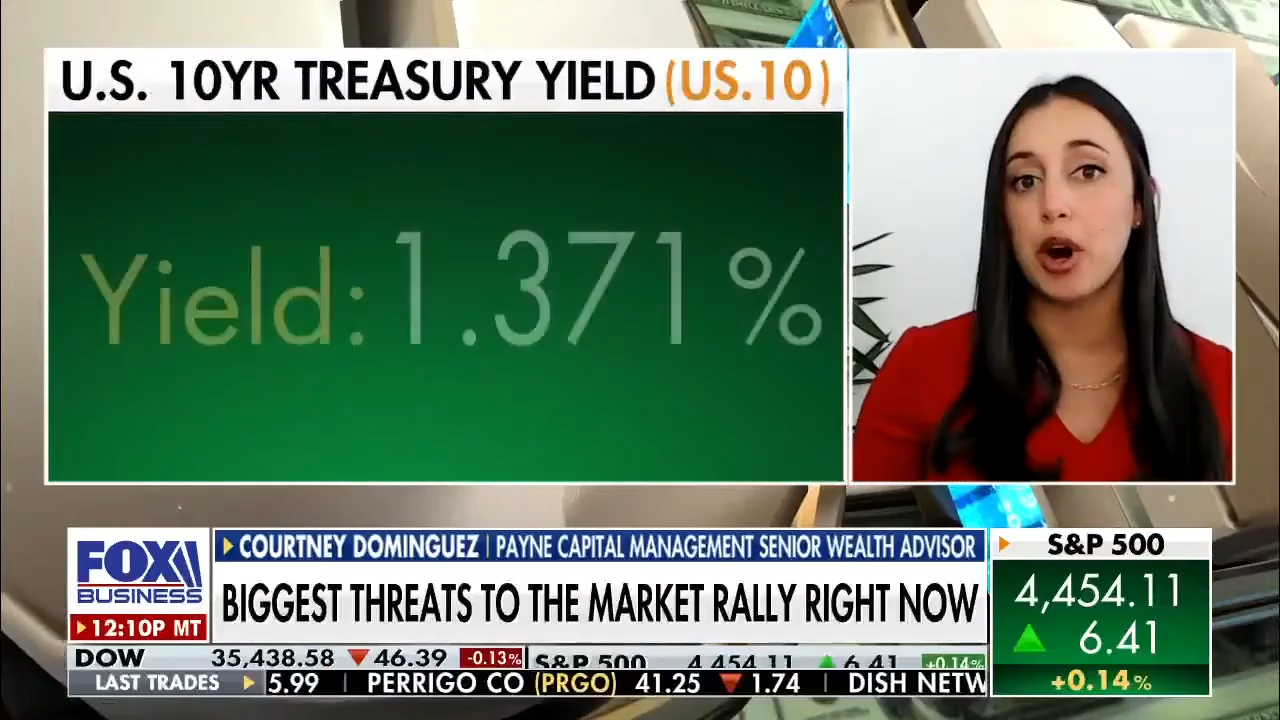 U.S. 10YR TREASURY YIELD (US.10)
Yield: 1.371%
FOX
BUSINESS
12:10P MT
COURTNEY DOMINGUEZ | PAYNE CAPITAL MANAGEMENT SENIOR WEALTH ADVISOR
BIGGEST THREATS TO THE MARKET RALLY RIGHT NOW
S&P 500
4,454.11
6.41
+0.14%
DOW 35,438.58 46.39 -0.13% S&P 500 4,454.11 6.41 +0.14%
LAST TRADES 5.99 | PERRIGO CO (PRGO) 41.25 1.74 | DISH NETW